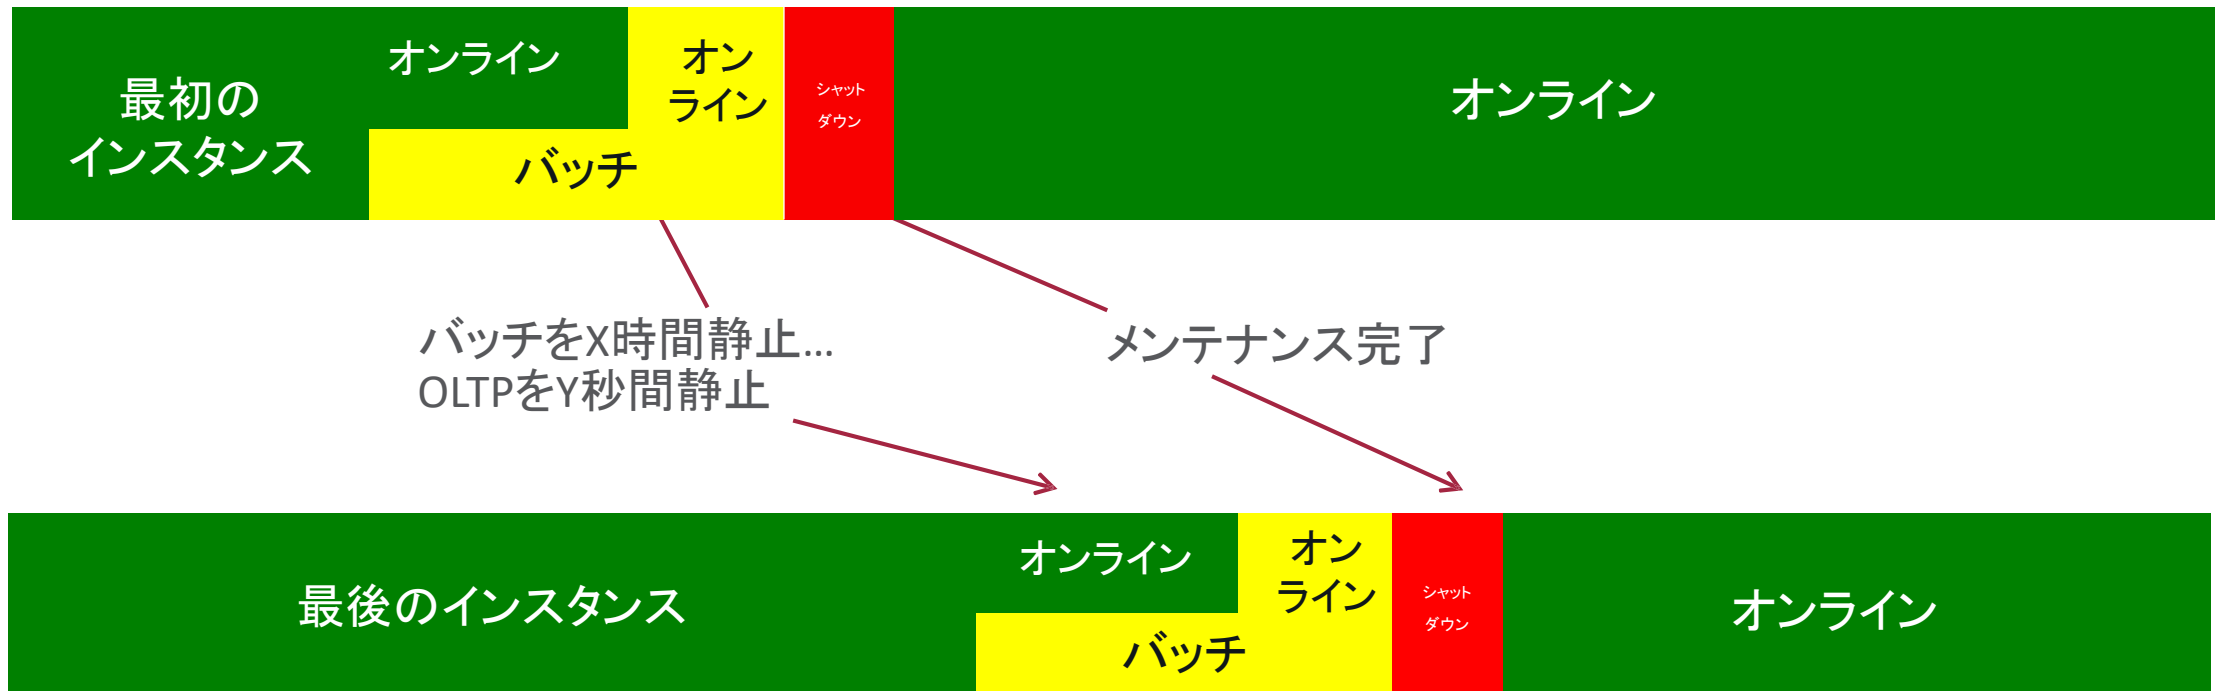 最初の
インスタンス
オンライン
バッチ
オン
ライン
シャット
ダウン
オンライン
バッチをX時間静止...
OLTPをY秒間静止
メンテナンス完了
最後のインスタンス
オンライン
バッチ
オン
ライン
シャット
ダウン
オンライン